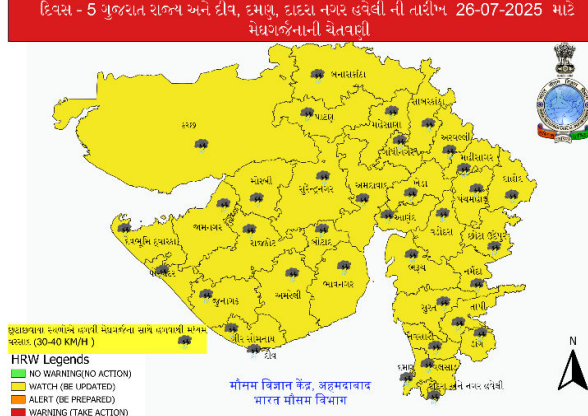 દિવસ - 5 ગુજરાત રાજ્ય અને દીવ, દમણ, દાદરા નગર હવેલી ની તારીખ 26-07-2025 માટે
મેઘગર્જનાની ચેતવણી
બનાસકાંઠા
પાટણ
મહેસાણા
સાબરકાંઠા
અરવલ્લી
ગાંધીનગર
મહીસાગર
કચ્છ
મોરબી
સુરેન્દ્રનગર
અમદાવાદ
ખેડા
પંચમહાલ
દાહોદ
આણંદ
વડોદરા
છોટા ઉદેપુર
જામનગર
દેવભૂમિ દ્વારકા
રાજકોટ
બોટાદ
પોરબંદર
જુનાગઢ
અમરેલી
ભાવનગર
ભરૂચ
નર્મદા
સુરત
તાપી
ગીર સોમનાથ
દીવ
નવસારી
ડાંગ
વલસાડ
દમણ
દાદરા અને નગર હવેલી
છુટાછવાયા સ્થળોએ હળવી મેઘગર્જના સાથે હળવાથી મધ્યમ
વરસાદ (30-40 KM/H )
HRW Legends
NO WARNING(NO ACTION)
WATCH (BE UPDATED)
ALERT (BE PREPARED)
WARNING (TAKE ACTION)
મૌસમ વિજ્ઞાન કેંદ્ર, અહમદાબાદ
ભારત મૌસમ વિભાગ
N